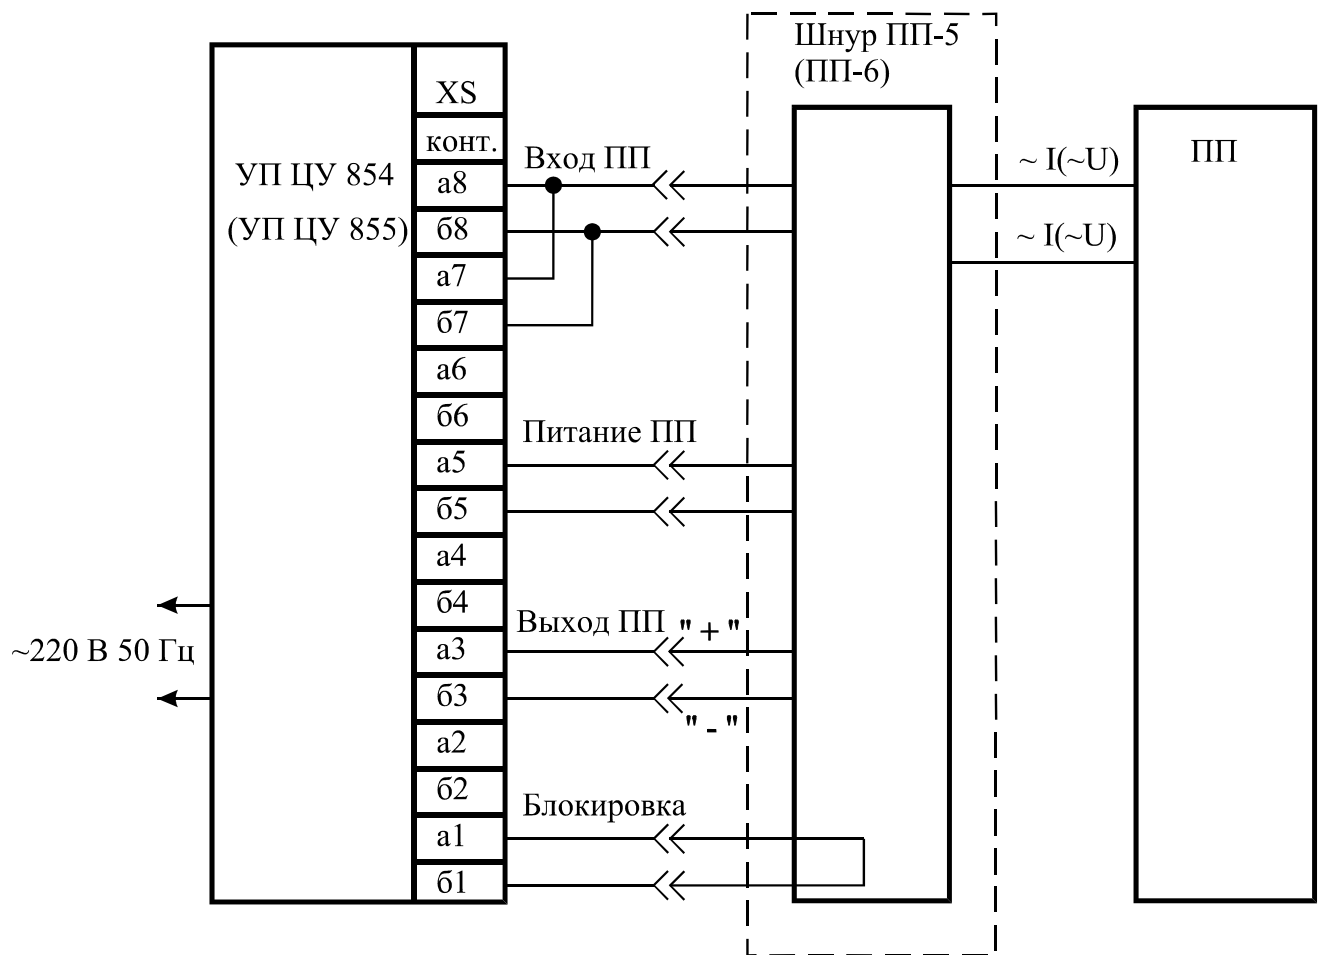 Шнур ПП-5
(ПП-6)
XS
конт.
УП ЦУ 854
(УП ЦУ 855)
а8
б8
а7
б7
а6
б6
а5
б5
а4
б4
а3
б3
а2
б2
а1
б1
Вход ПП
Питание ПП
Выход ПП
" + "
" - "
Блокировка
~220 В 50 Гц
~ I(~U)
~ I(~U)
ПП